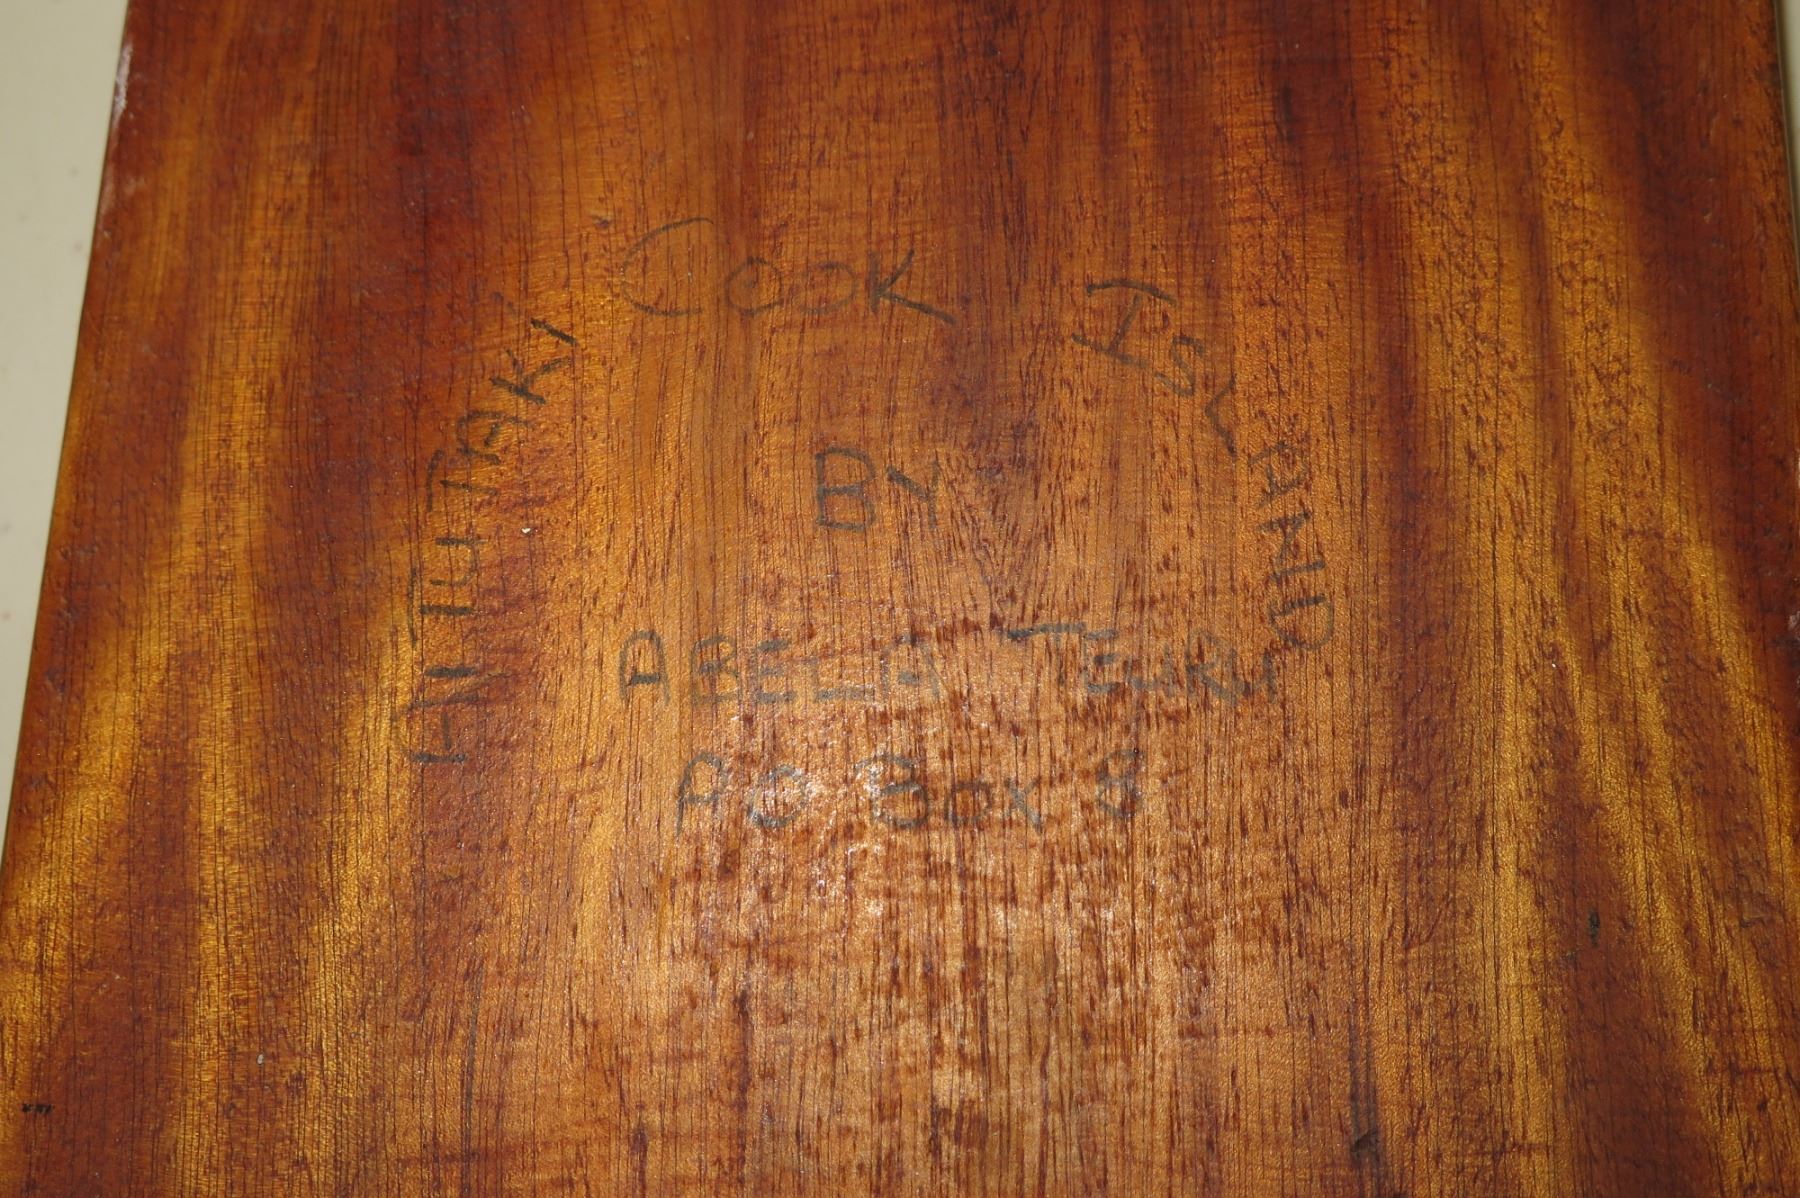 AITUTAKI COOK ISLAND
BY
ABELA TEURU
PO BOX 8